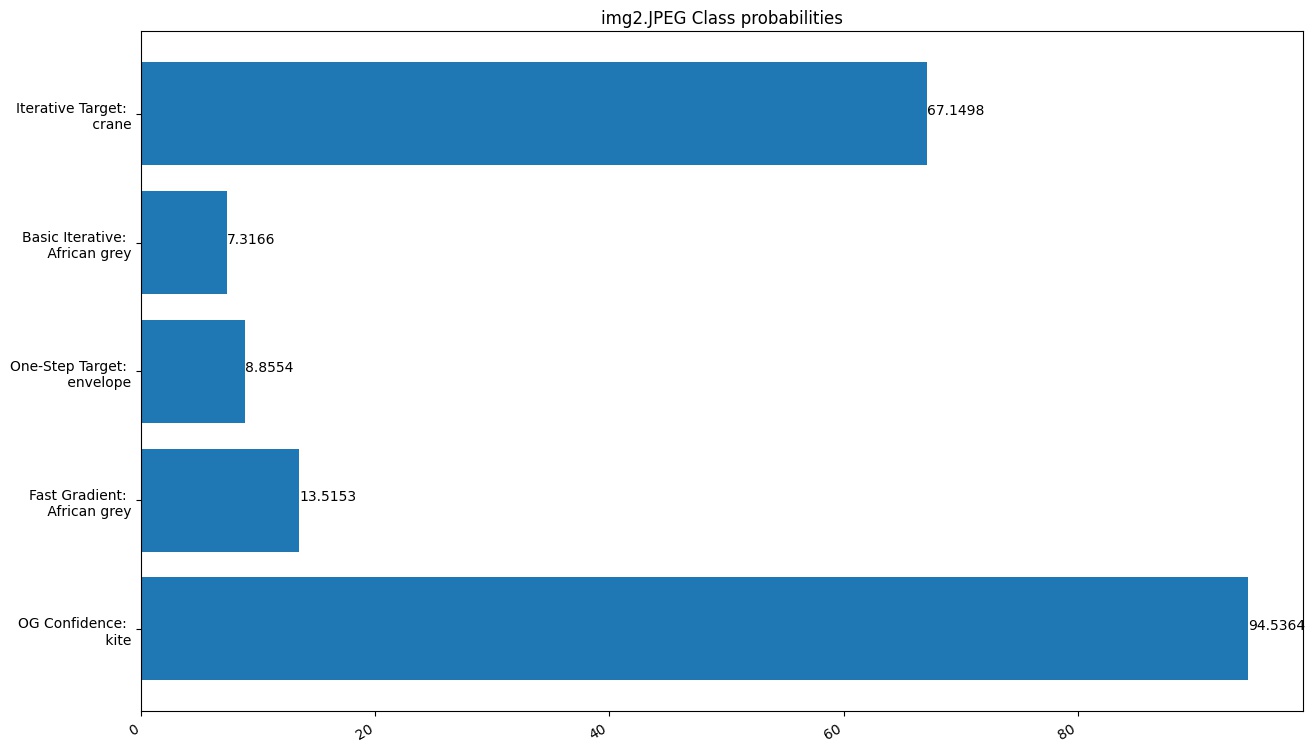 img2.JPEG Class probabilities
Iterative Target:
crane
67.1498
Basic Iterative:
African grey
7.3166
One-Step Target:
envelope
8.8554
Fast Gradient:
African grey
13.5153
OG Confidence:
kite
94.5364
0
20
40
60
80